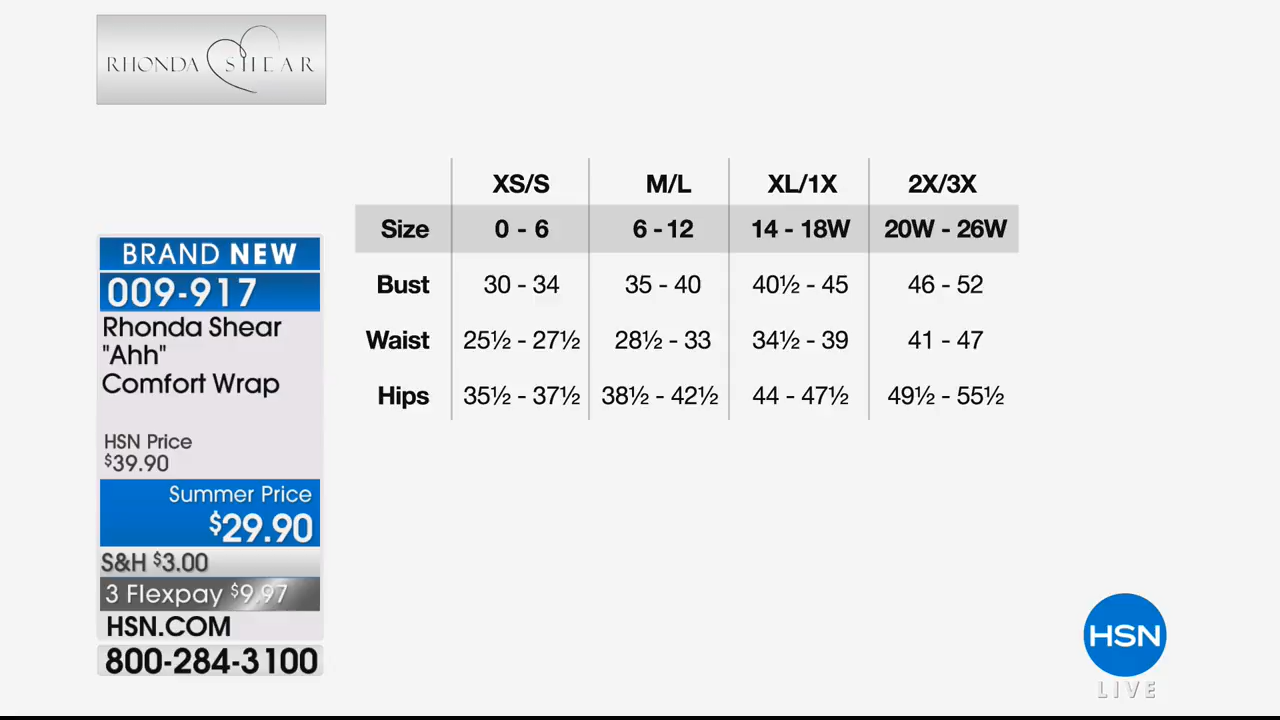 RHONDA SHEAR
XS/S M/L XL/1X 2X/3X
Size 0 - 6 6 - 12 14 - 18W 20W - 26W
Bust 30 - 34 35 - 40 40½ - 45 46 - 52
Waist 25½ - 27½ 28½ - 33 34½ - 39 41 - 47
Hips 35½ - 37½ 38½ - 42½ 44 - 47½ 49½ - 55½
BRAND NEW
009-917
Rhonda Shear
"Ahh"
Comfort Wrap
HSN Price
$39.90
Summer Price
$29.90
S&H $3.00
3 Flexpay $9.97
HSN.COM
800-284-3100
HSN
LIVE